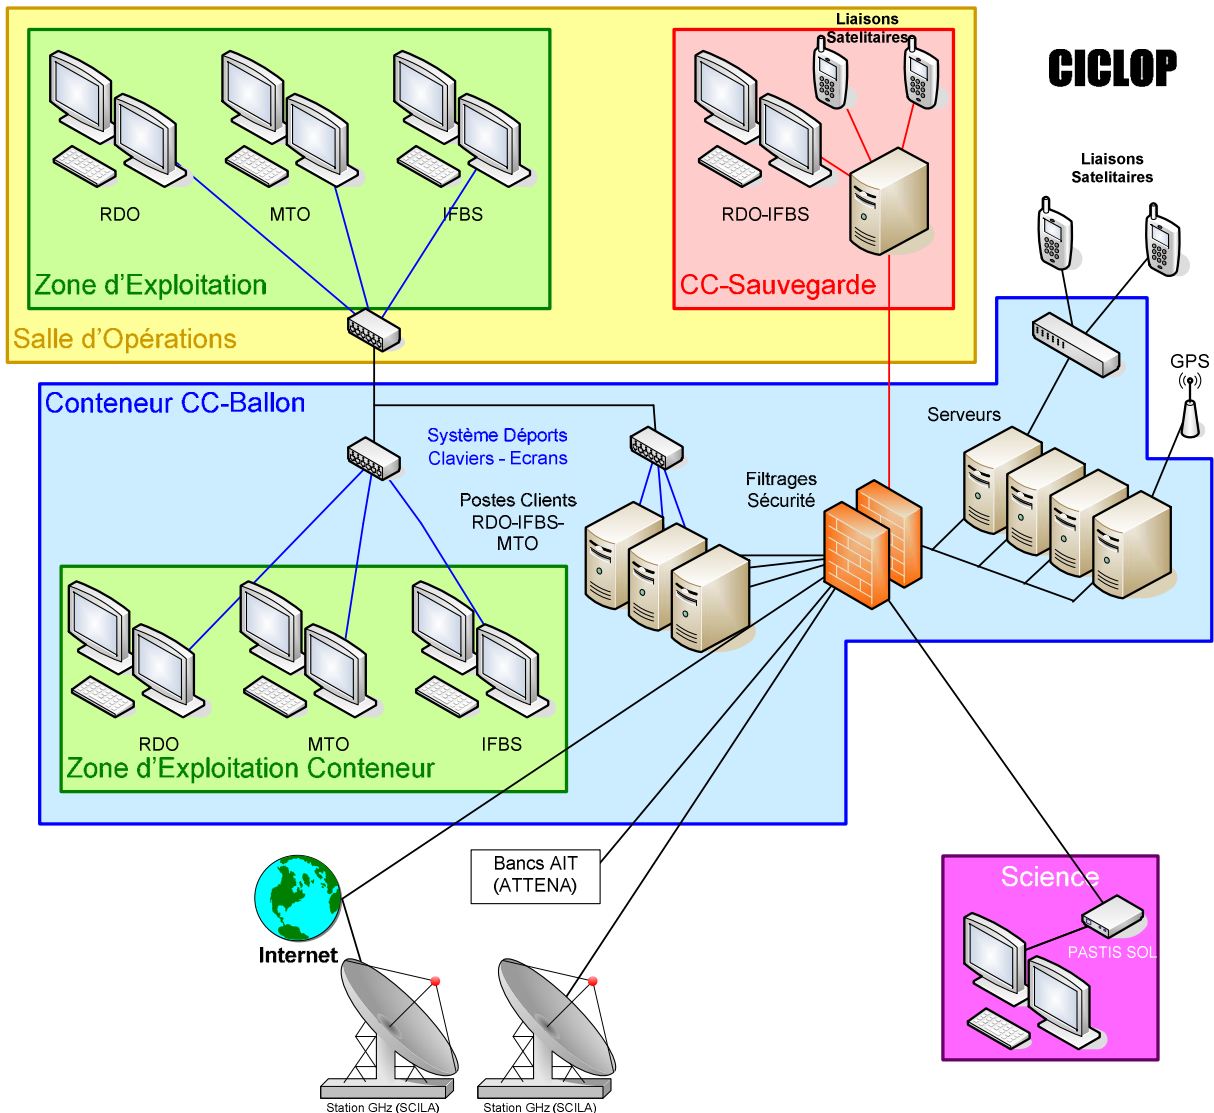 Liaisons
Satelitaires
CICLOP
RDO
MTO
IFBS
Zone d'Exploitation
Salle d'Opérations
RDO-IFBS
CC-Sauvegarde
Liaisons
Satelitaires
GPS
Conteneur CC-Ballon
Système Déports
Claviers - Ecrans
Serveurs
Postes Clients
RDO-IFBS-
MTO
Filtrages
Sécurité
RDO
MTO
IFBS
Zone d'Exploitation Conteneur
Bancs AIT
(ATTENA)
Internet
Science
PASTIS SOL
Station GHz (SCILA)
Station GHz (SCILA)